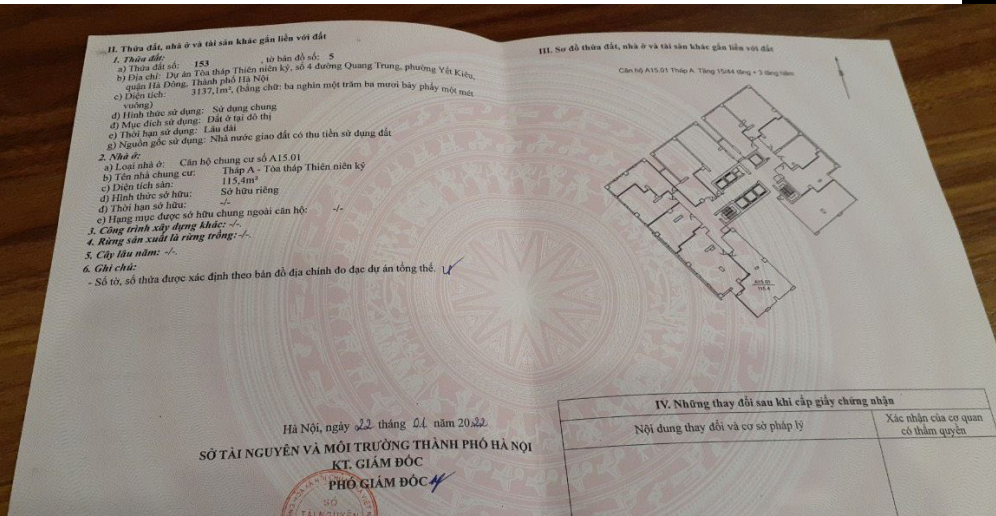 II. Thửa đất, nhà ở và tài sản khác gắn liền với đất
1. Thửa đất:
a) Thửa đất số: 153 , tờ bản đồ số: 5
b) Địa chỉ: Dự án Tòa tháp Thiên niên kỷ, số 4 đường Quang Trung, phường Yết Kiêu,
quận Hà Đông, Thành phố Hà Nội
c) Diện tích: 3137,1m², (bằng chữ: ba nghìn một trăm ba mươi bảy phẩy một mét
vuông)
d) Hình thức sử dụng: Sử dụng chung
đ) Mục đích sử dụng: Đất ở tại đô thị
e) Thời hạn sử dụng: Lâu dài
g) Nguồn gốc sử dụng: Nhà nước giao đất có thu tiền sử dụng đất
2. Nhà ở:
a) Loại nhà ở: Căn hộ chung cư số A15.01
b) Tên nhà chung cư: Tháp A - Tòa tháp Thiên niên kỷ
c) Diện tích sàn: 115,4m²
d) Hình thức sở hữu: Sở hữu riêng
đ) Thời hạn sở hữu: -/-
e) Hạng mục được sở hữu chung ngoài căn hộ: -/-
3. Công trình xây dựng khác: -/-.
4. Rừng sản xuất là rừng trồng:-/-.
5. Cây lâu năm: -/-.
6. Ghi chú:
- Số tờ, số thửa được xác định theo bản đồ địa chính đo đạc dự án tổng thể.
Hà Nội, ngày 22 tháng 01 năm 2022
SỞ TÀI NGUYÊN VÀ MÔI TRƯỜNG THÀNH PHỐ HÀ NỘI
KT. GIÁM ĐỐC
PHÓ GIÁM ĐỐC
SỞ
TÀI NGUYÊN
III. Sơ đồ thửa đất, nhà ở và tài sản khác gắn liền với đất
Căn hộ A15.01 Tháp A. Tầng 15/44 tầng + 3 tầng hầm
A15.01
115.4
IV. Những thay đổi sau khi cấp giấy chứng nhận
Nội dung thay đổi và cơ sở pháp lý
Xác nhận của cơ quan
có thẩm quyền